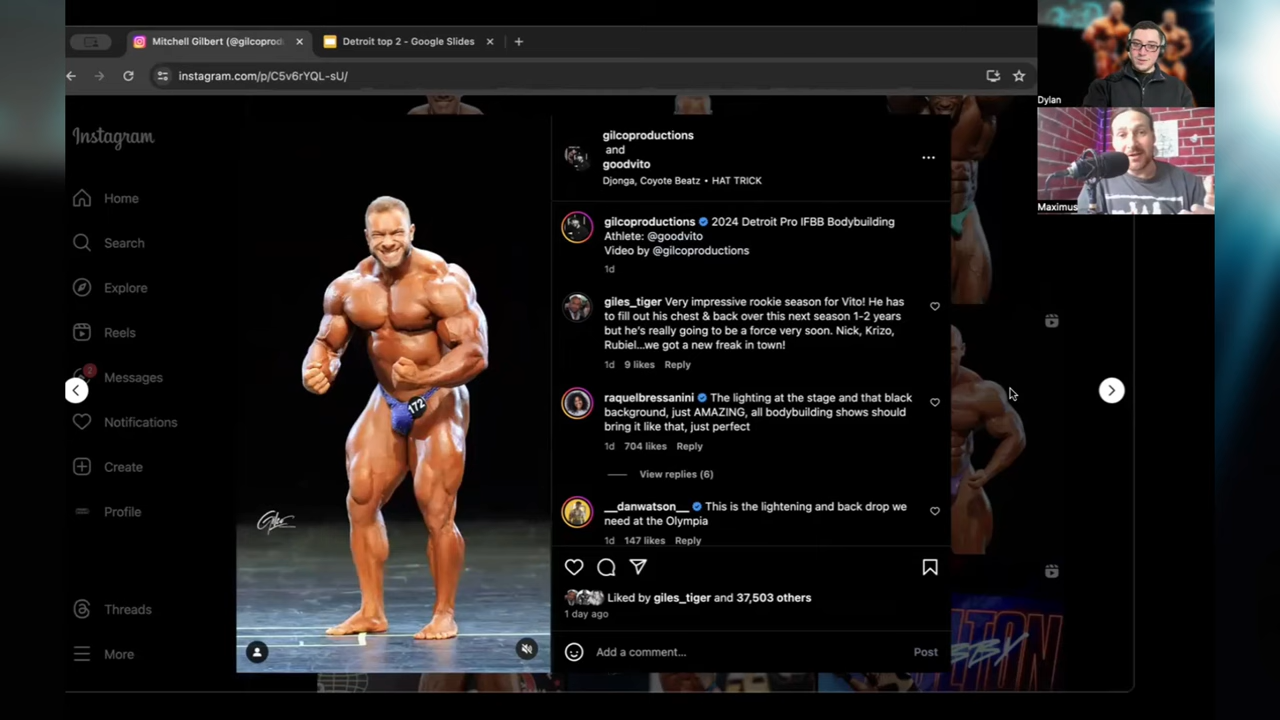 Mitchell Gilbert (@gilcoprod
Detroit top 2 - Google Slides
instagram.com/p/C5v6rYQL-sU/
Dylan
Maximus
Instagram
Home
Search
Explore
Reels
2
Messages
Notifications
Create
Profile
Threads
More
172
gilcoproductions
and
goodvito
Djonga, Coyote Beatz • HAT TRICK
gilcoproductions 2024 Detroit Pro IFBB Bodybuilding
Athlete: @goodvito
Video by @gilcoproductions
1d
giles_tiger Very impressive rookie season for Vito! He has
to fill out his chest & back over this next season 1-2 years
but he's really going to be a force very soon. Nick, Krizo,
Rubiel...we got a new freak in town!
1d 9 likes Reply
raquelbressanini The lighting at the stage and that black
background, just AMAZING, all bodybuilding shows should
bring it like that, just perfect
1d 704 likes Reply
View replies (6)
__danwatson__ This is the lightening and back drop we
need at the Olympia
1d 147 likes Reply
Liked by giles_tiger and 37,503 others
1 day ago
Add a comment...
Post